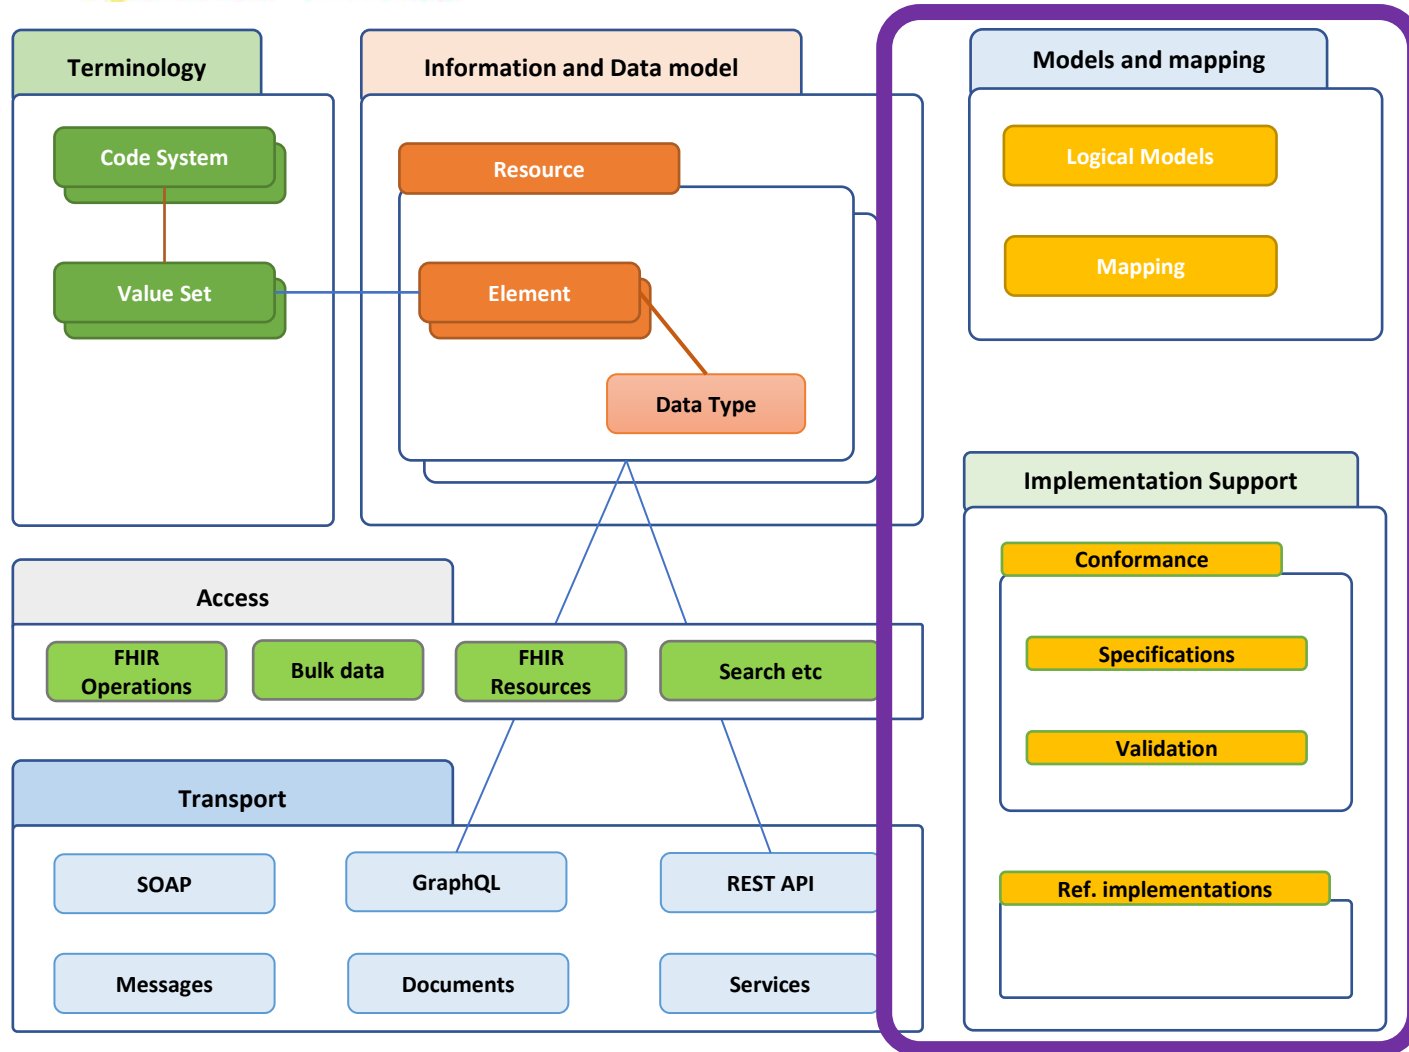 Terminology
Code System
Value Set
Information and Data model
Resource
Element
Data Type
Models and mapping
Logical Models
Mapping
Implementation Support
Conformance
Specifications
Validation
Ref. implementations
Access
FHIR
Operations
Bulk data
FHIR
Resources
Search etc
Transport
SOAP
GraphQL
REST API
Messages
Documents
Services